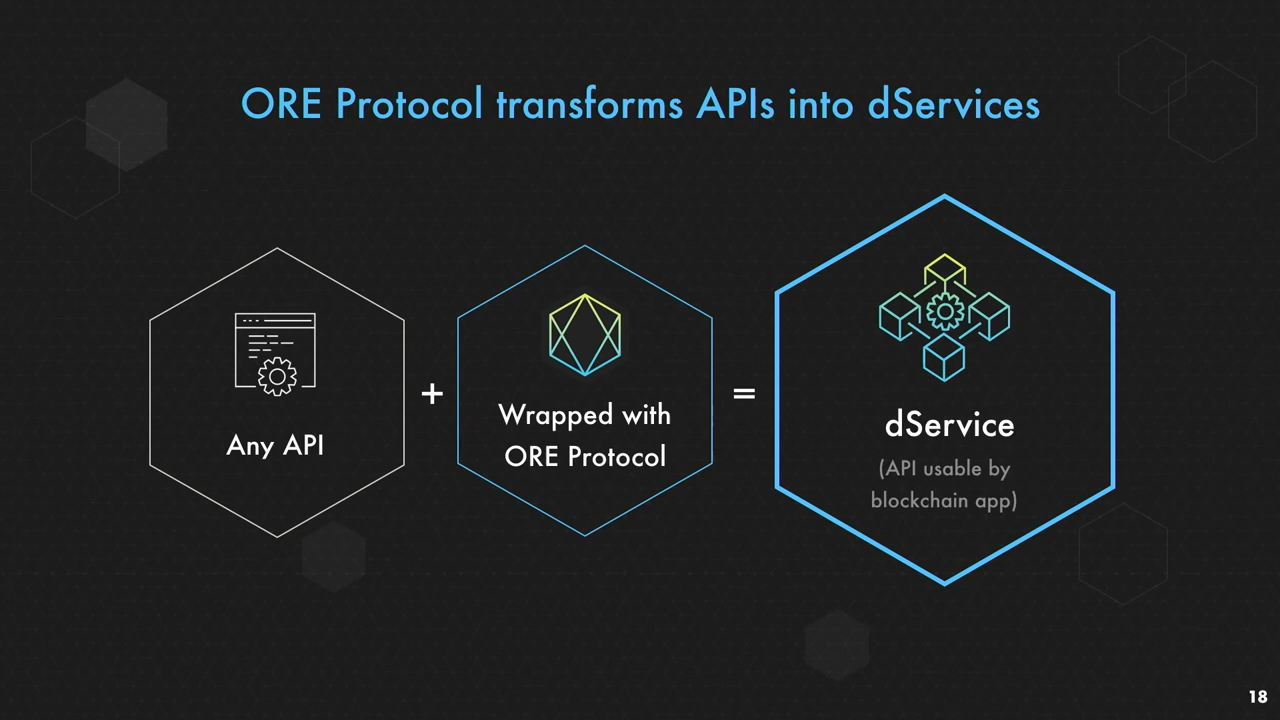 ORE Protocol transforms APIs into dServices
Any API
+
Wrapped with
ORE Protocol
=
dService
(API usable by
blockchain app)
18